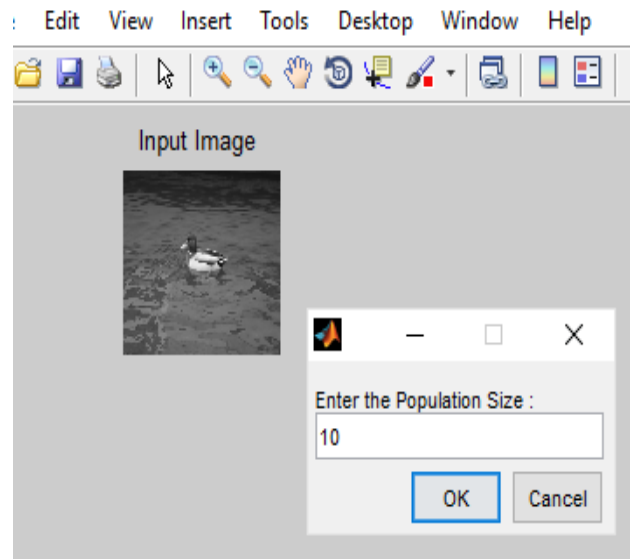 Edit View Insert Tools Desktop Window Help
Input Image
Enter the Population Size :
10
OK Cancel